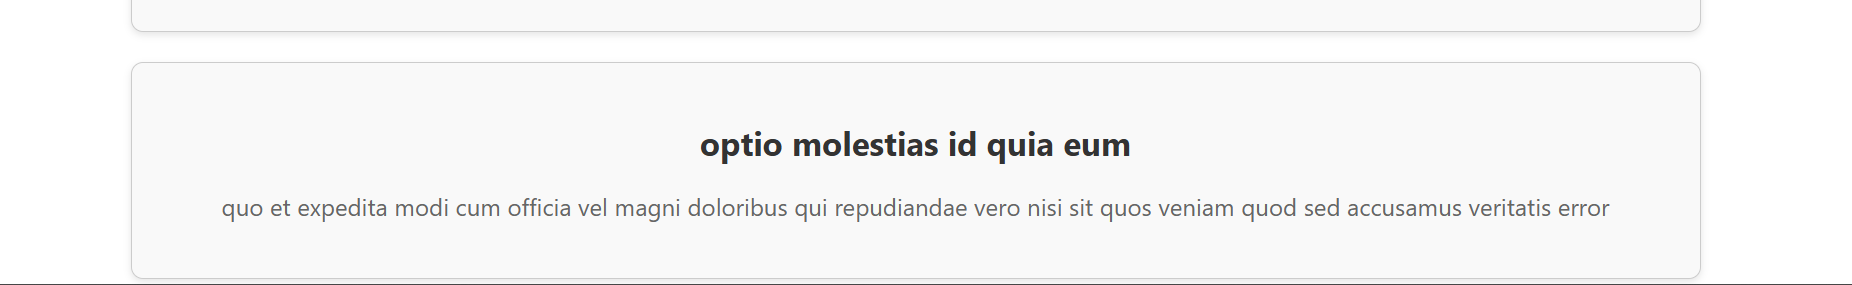 optio molestias id quia eum
quo et expedita modi cum officia vel magni doloribus qui repudiandae vero nisi sit quos veniam quod sed accusamus veritatis error